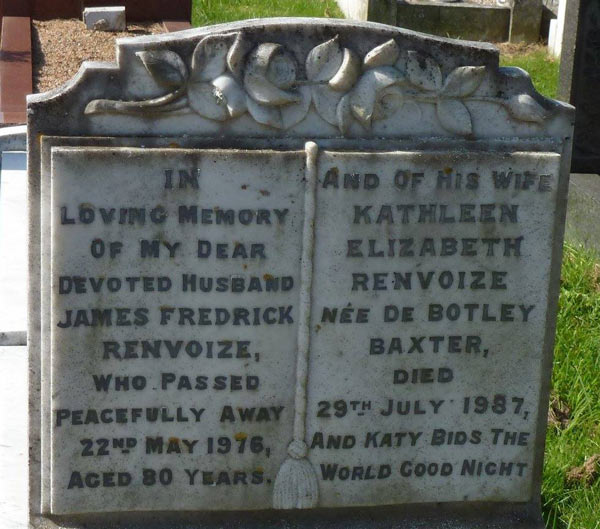 IN
LOVING MEMORY
OF MY DEAR
DEVOTED HUSBAND
JAMES FREDRICK
RENVOIZE,
WHO PASSED
PEACEFULLY AWAY
22ND MAY 1976,
AGED 80 YEARS.
AND OF HIS WIFE
KATHLEEN
ELIZABETH
RENVOIZE
NÉE DE BOTLEY
BAXTER,
DIED
29TH JULY 1987,
AND KATY BIDS THE
WORLD GOOD NIGHT